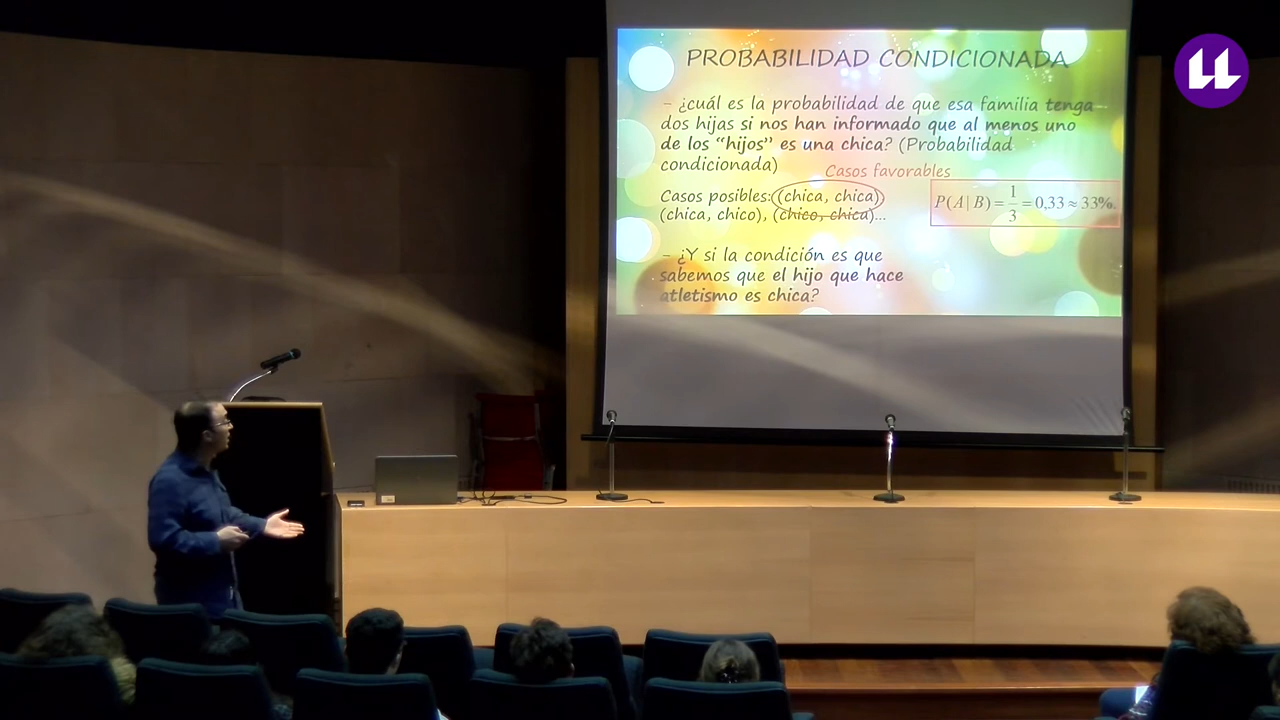 PROBABILIDAD CONDICIONADA
- ¿cuál es la probabilidad de que esa familia tenga
dos hijas si nos han informado que al menos uno
de los “hijos” es una chica? (Probabilidad
condicionada)
Casos favorables
Casos posibles: (chica, chica)
(chica, chico), (chico, chica)...
P(A|B) = 1/3 = 0,33 ≈ 33%.
- ¿Y si la condición es que
sabemos que el hijo que hace
atletismo es chica?